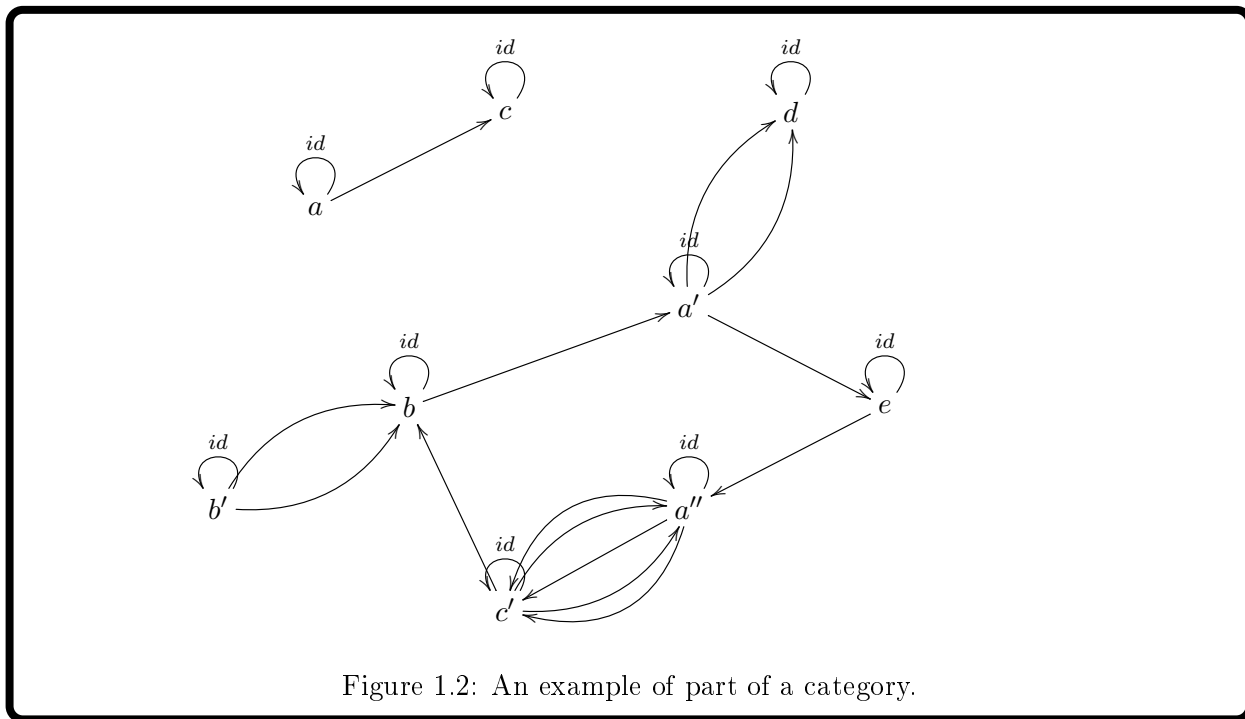 id
id
c
d
id
a
id
a′
id
id
b
e
id
id
b′
a″
id
c′
Figure 1.2: An example of part of a category.